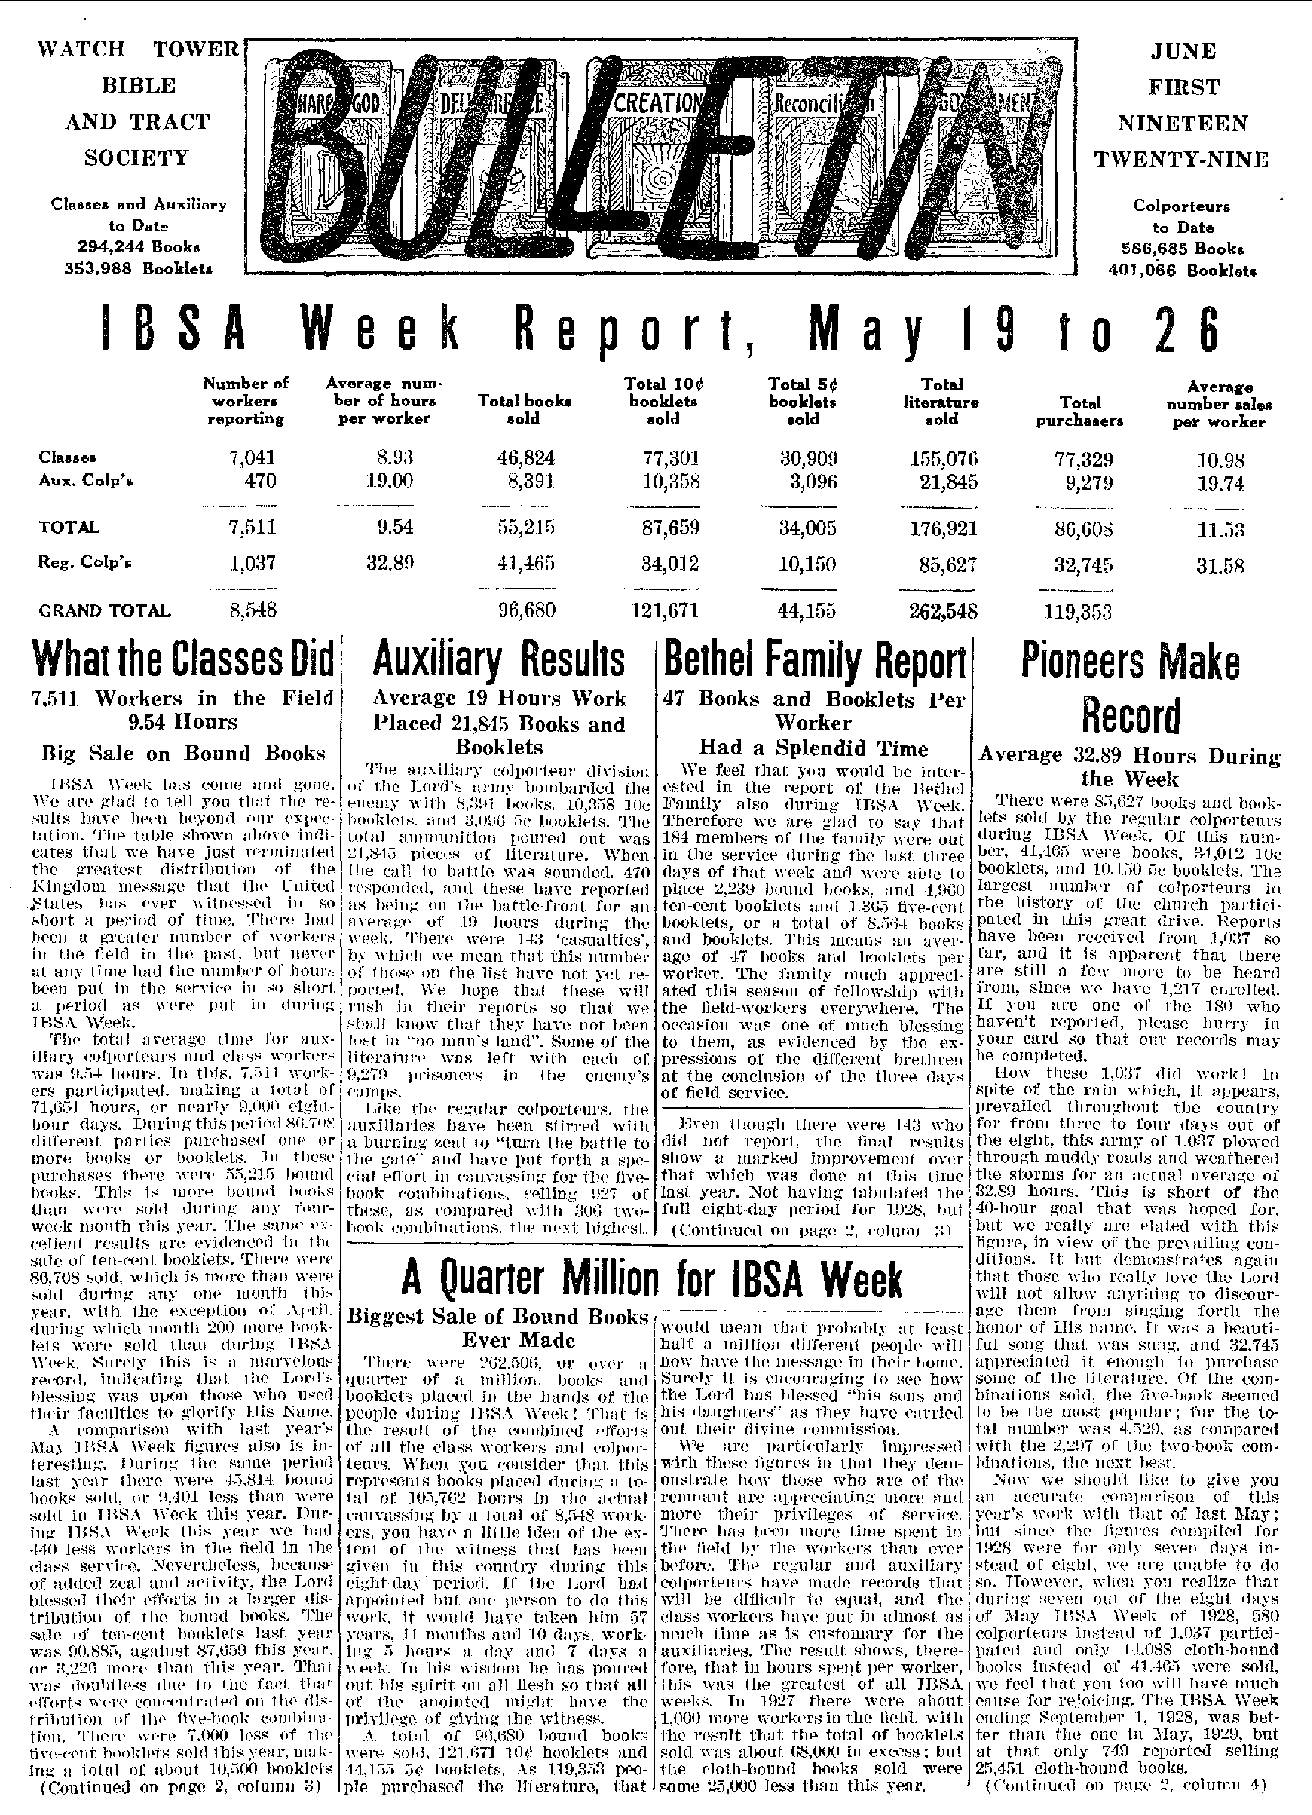 WATCH TOWER
BIBLE
AND TRACT
SOCIETY
Classes and Auxiliary
to Date
294,244 Books
353,988 Booklets
BULLETIN
HARP GOD
CREATION
JUNE
FIRST
NINETEEN
TWENTY-NINE
Colporteurs
to Date
586,685 Books
401,066 Booklets
IBSA Week Report, May 19 to 26
Number of workers reporting Average number of hours per worker Total books sold Total 10¢ booklets sold Total 5¢ booklets sold Total literature sold Total purchasers Average number sales per worker
Classes 7,041 8.93 46,824 77,301 30,909 155,076 77,329 10.98
Aux. Colp's 470 19.00 8,391 10,358 3,096 21,845 9,279 19.74
TOTAL 7,511 9.54 55,215 87,659 34,005 176,921 86,608 11.53
Reg. Colp's 1,037 32.89 41,465 34,012 10,150 85,627 32,745 31.58
GRAND TOTAL 8,548 96,680 121,671 44,155 262,548 119,353
What the Classes Did
7,511 Workers in the Field
9.54 Hours
Big Sale on Bound Books
IBSA Week has come and gone.
We are glad to tell you that the re-
sults have been beyond our expec-
tation. The table shown above indi-
cates that we have just terminated
the greatest distribution of the
Kingdom message that the United
States has ever witnessed in so
short a period of time. There had
been a greater number of workers
in the field in the past, but never
at any time had the number of hours
been put in the service in so short
a period as were put in during
IBSA Week.
The total average time for aux-
iliary colporteurs and class workers
was 9.54 hours. In this, 7,511 work-
ers participated, making a total of
71,651 hours, or nearly 9,000 eight-
hour days. During this period 86,708
different parties purchased one or
more books or booklets. In these
purchases there were 55,215 bound
books. This is more bound books
than were sold during any four-
week month this year. The same ex-
cellent results are evidenced in the
sale of ten-cent booklets. There were
86,708 sold, which is more than were
sold during any one month this
year, with the exception of April,
during which month 200 more book-
lets were sold than during IBSA
Week. Surely this is a marvelous
record, indicating that the Lord's
blessing was upon those who used
their faculties to glorify His Name.
A comparison with last year's
May IBSA Week figures also is in-
teresting. During the same period
last year there were 45,814 bound
books sold, or 9,401 less than were
sold in IBSA Week this year. Dur-
ing IBSA Week this year we had
440 less workers in the field in the
class service. Nevertheless, because
of added zeal and activity, the Lord
blessed their efforts in a larger dis-
tribution of the bound books. The
sale of ten-cent booklets last year
was 90,885, against 87,659 this year,
or 3,226 more than this year. That
was doubtless due to the fact that
efforts were concentrated on the dis-
tribution of the five-book combina-
tion. There were 7,000 less of the
five-cent booklets sold this year, mak-
ing a total of about 10,500 booklets
(Continued on page 2, column 3)
Auxiliary Results
Average 19 Hours Work
Placed 21,845 Books and
Booklets
The auxiliary colporteur division
of the Lord's army bombarded the
enemy with 8,391 books, 10,358 10c
booklets, and 3,096 5c booklets. The
total ammunition poured out was
21,845 pieces of literature. When
the call to battle was sounded, 470
responded, and these have reported
as being on the battle-front for an
average of 19 hours during the
week. There were 143 'casualties',
by which we mean that this number
of those on the list have not yet re-
ported. We hope that these will
rush in their reports so that we
shall know that they have not been
lost in "no man's land". Some of the
literature was left with each of
9,279 prisoners in the enemy's
camps.
Like the regular colporteurs, the
auxiliaries have been stirred with
a burning zeal to "turn the battle to
the gate" and have put forth a spe-
cial effort in canvassing for the five-
book combinations, selling 927 of
these, as compared with 306 two-
book combinations, the next highest.
Bethel Family Report
47 Books and Booklets Per
Worker
Had a Splendid Time
We feel that you would be inter-
ested in the report of the Bethel
Family also during IBSA Week.
Therefore we are glad to say that
184 members of the family were out
in the service during the last three
days of that week and were able to
place 2,239 bound books, and 4,960
ten-cent booklets and 1,365 five-cent
booklets, or a total of 8,564 books
and booklets. This means an aver-
age of 47 books and booklets per
worker. The family much appreci-
ated this season of fellowship with
the field-workers everywhere. The
occasion was one of much blessing
to them, as evidenced by the ex-
pressions of the different brethren
at the conclusion of the three days
of field service.
Even though there were 143 who
did not report, the final results
show a marked improvement over
that which was done at this time
last year. Not having tabulated the
full eight-day period for 1928, but
(Continued on page 2, column 3)
A Quarter Million for IBSA Week
Biggest Sale of Bound Books
Ever Made
There were 262,506, or over a
quarter of a million, books and
booklets placed in the hands of the
people during IBSA Week! That is
the result of the combined efforts
of all the class workers and colpor-
teurs. When you consider that this
represents books placed during a to-
tal of 105,762 hours in the actual
canvassing by a total of 8,548 work-
ers, you have a little idea of the ex-
tent of the witness that has been
given in this country during this
eight-day period. If the Lord had
appointed but one person to do this
work, it would have taken him 57
years, 11 months and 10 days, work-
ing 5 hours a day and 7 days a
week. In his wisdom he has poured
out his spirit on all flesh so that all
of the anointed might have the
privilege of giving the witness.
A total of 96,680 bound books
were sold, 121,671 10¢ booklets and
44,155 5¢ booklets. As 119,353 peo-
ple purchased the literature, that
would mean that probably at least
half a million different people will
now have the message in their home.
Surely it is encouraging to see how
the Lord has blessed "his sons and
his daughters" as they have carried
out their divine commission.
We are particularly impressed
with these figures in that they dem-
onstrate how those who are of the
remnant are appreciating more and
more their privileges of service.
There has been more time spent in
the field by the workers than ever
before. The regular and auxiliary
colporteurs have made records that
will be difficult to equal, and the
class workers have put in almost as
much time as is customary for the
auxiliaries. The result shows, there-
fore, that in hours spent per worker,
this was the greatest of all IBSA
weeks. In 1927 there were about
1,000 more workers in the field, with
the result that the total of booklets
sold was about 68,000 in excess; but
the cloth-bound books sold were
some 25,000 less than this year.
Pioneers Make
Record
Average 32.89 Hours During
the Week
There were 85,627 books and book-
lets sold by the regular colporteurs
during IBSA Week. Of this num-
ber, 41,465 were books, 34,012 10c
booklets, and 10,150 5c booklets. The
largest number of colporteurs in
the history of the church partici-
pated in this great drive. Reports
have been received from 1,037 so
far, and it is apparent that there
are still a few more to be heard
from, since we have 1,217 enrolled.
If you are one of the 180 who
haven't reported, please hurry in
your card so that our records may
be completed.
How these 1,037 did work! In
spite of the rain which, it appears,
prevailed throughout the country
for from three to four days out of
the eight, this army of 1,037 plowed
through muddy roads and weathered
the storms for an actual average of
32.89 hours. This is short of the
40-hour goal that was hoped for,
but we really are elated with this
figure, in view of the prevailing con-
ditions. It but demonstrates again
that those who really love the Lord
will not allow anything to discour-
age them from singing forth the
honor of His name. It was a beauti-
ful song that was sung, and 32,745
appreciated it enough to purchase
some of the literature. Of the com-
binations sold, the five-book seemed
to be the most popular; for the to-
tal number was 4,529, as compared
with the 2,297 of the two-book com-
binations, the next best.
Now we should like to give you
an accurate comparison of this
year's work with that of last May;
but since the figures compiled for
1928 were for only seven days in-
stead of eight, we are unable to do
so. However, when you realize that
during seven out of the eight days
of May IBSA Week of 1928, 580
colporteurs instead of 1,037 partici-
pated and only 14,088 cloth-bound
books instead of 41,465 were sold,
we feel that you too will have much
cause for rejoicing. The IBSA Week
ending September 1, 1928, was bet-
ter than the one in May, 1929, but
at that only 749 reported selling
25,451 cloth-bound books.
(Continued on page 2, column 4)